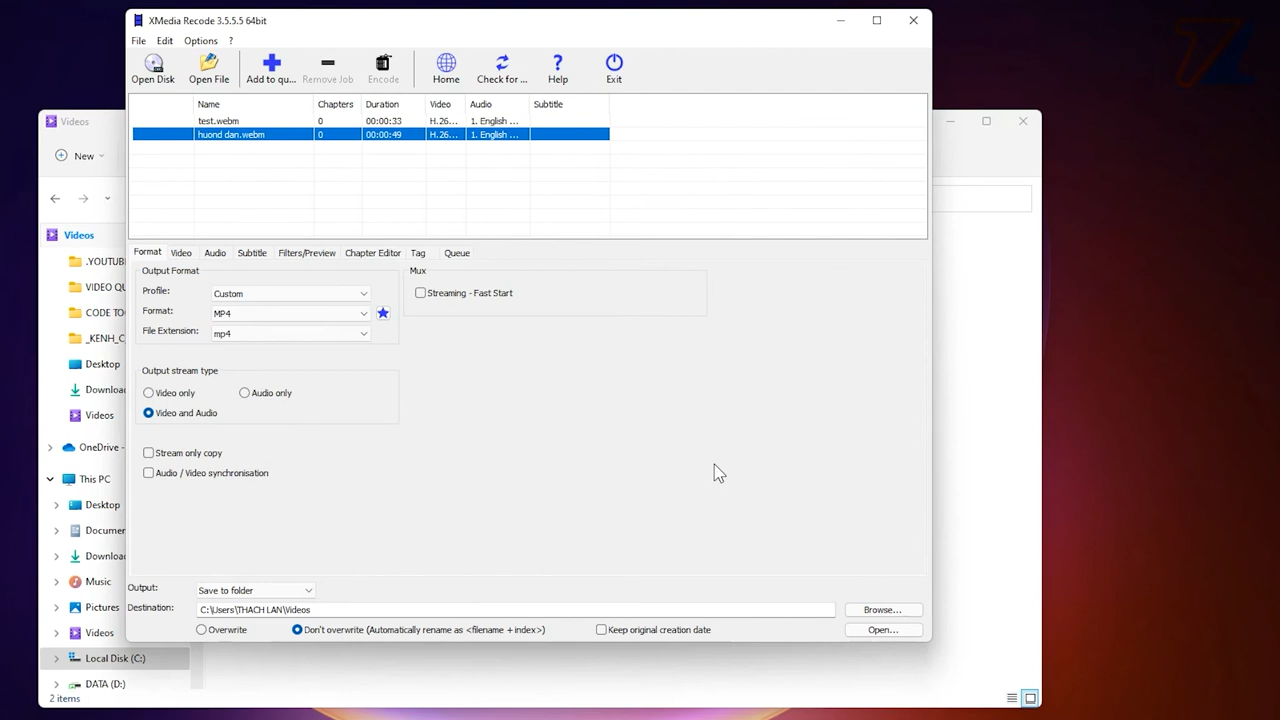 XMedia Recode 3.5.5.5 64bit
File Edit Options ?
Open Disk Open File Add to qu... Remove Job Encode Home Check for ... Help Exit
Name Chapters Duration Video Audio Subtitle
test.webm 0 00:00:33 H.26... 1. English ...
huond dan.webm 0 00:00:49 H.26... 1. English ...
Format Video Audio Subtitle Filters/Preview Chapter Editor Tag Queue
Output Format
Profile: Custom
Format: MP4
File Extension: mp4
Mux
Streaming - Fast Start
Output stream type
Video only Audio only
Video and Audio
Stream only copy
Audio / Video synchronisation
Output: Save to folder
Destination: C:\Users\THACH LAN\Videos Browse...
Overwrite Don't overwrite (Automatically rename as <filename + index>) Keep original creation date Open...
Videos
New
Videos
.YOUTUB
VIDEO QU
CODE TO
_KENH_C
Desktop
Downloa
Videos
OneDrive -
This PC
Desktop
Documen
Downloa
Music
Pictures
Videos
Local Disk (C:)
DATA (D:)
2 items